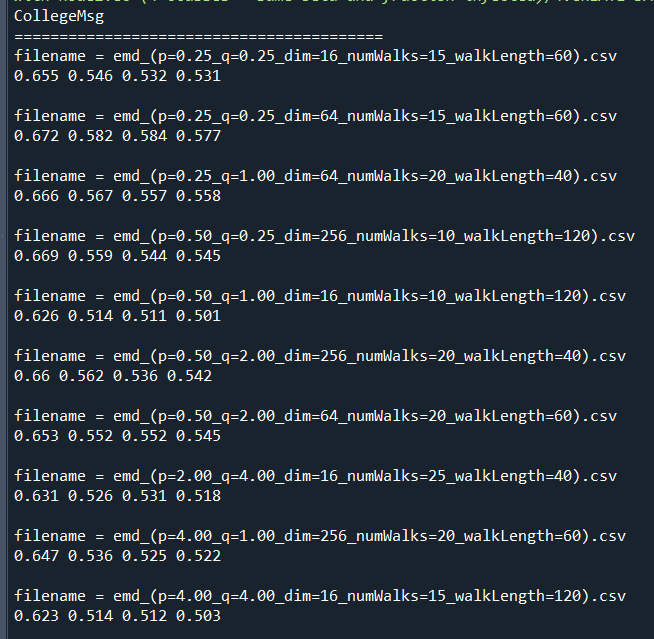 CollegeMsg
=========================================
filename = emd_(p=0.25_q=0.25_dim=16_numWalks=15_walkLength=60).csv
0.655 0.546 0.532 0.531
filename = emd_(p=0.25_q=0.25_dim=64_numWalks=15_walkLength=60).csv
0.672 0.582 0.584 0.577
filename = emd_(p=0.25_q=1.00_dim=64_numWalks=20_walkLength=40).csv
0.666 0.567 0.557 0.558
filename = emd_(p=0.50_q=0.25_dim=256_numWalks=10_walkLength=120).csv
0.669 0.559 0.544 0.545
filename = emd_(p=0.50_q=1.00_dim=16_numWalks=10_walkLength=120).csv
0.626 0.514 0.511 0.501
filename = emd_(p=0.50_q=2.00_dim=256_numWalks=20_walkLength=40).csv
0.66 0.562 0.536 0.542
filename = emd_(p=0.50_q=2.00_dim=64_numWalks=20_walkLength=60).csv
0.653 0.552 0.552 0.545
filename = emd_(p=2.00_q=4.00_dim=16_numWalks=25_walkLength=40).csv
0.631 0.526 0.531 0.518
filename = emd_(p=4.00_q=1.00_dim=256_numWalks=20_walkLength=60).csv
0.647 0.536 0.525 0.522
filename = emd_(p=4.00_q=4.00_dim=16_numWalks=15_walkLength=120).csv
0.623 0.514 0.512 0.503